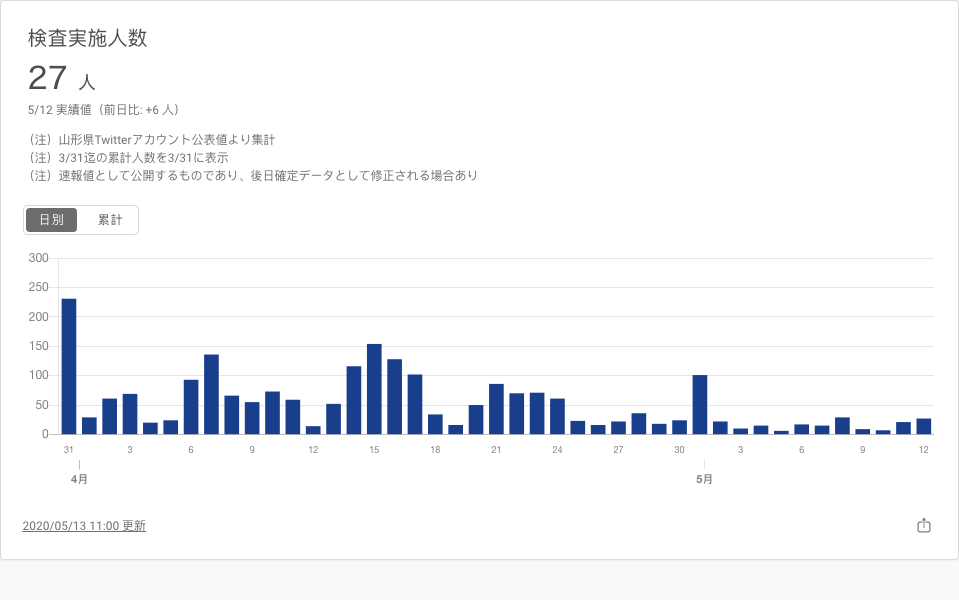 検査実施人数
27 人
5/12 実績値（前日比: +6 人）
（注）山形県Twitterアカウント公表値より集計
（注）3/31迄の累計人数を3/31に表示
（注）速報値として公開するものであり、後日確定データとして修正される場合あり
日別 累計
300
250
200
150
100
50
0
31 3 6 9 12 15 18 21 24 27 30 3 6 9 12
4月 5月
2020/05/13 11:00 更新